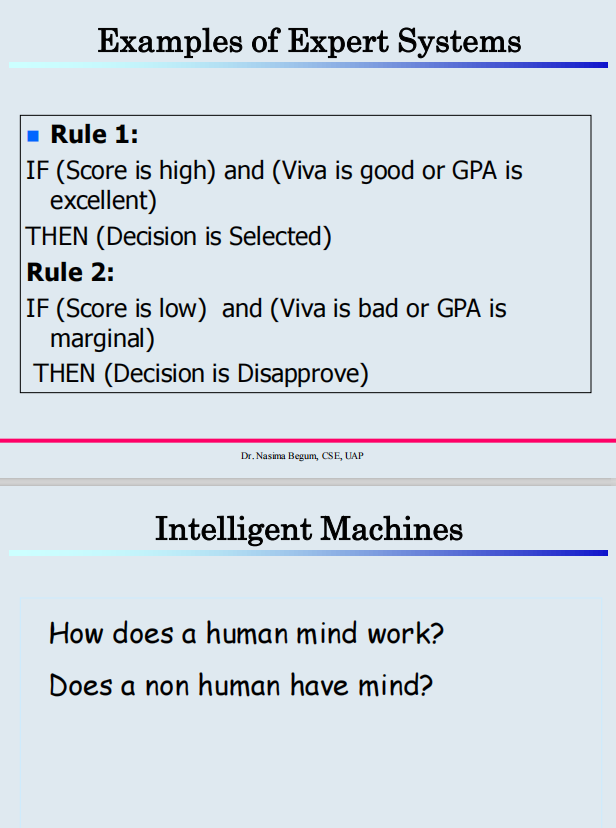 Examples of Expert Systems
Rule 1:
IF (Score is high) and (Viva is good or GPA is
excellent)
THEN (Decision is Selected)
Rule 2:
IF (Score is low)  and (Viva is bad or GPA is
marginal)
THEN (Decision is Disapprove)
Dr. Nasima Begum, CSE, UAP
Intelligent Machines
How does a human mind work?
Does a non human have mind?